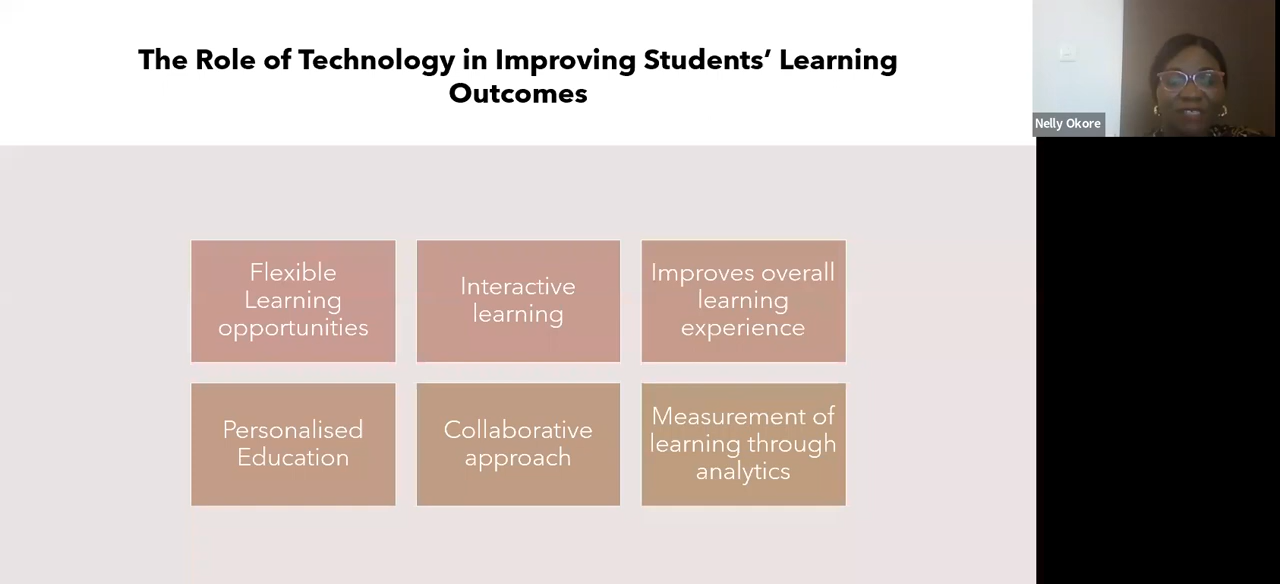 The Role of Technology in Improving Students’ Learning
Outcomes
Nelly Okore
Flexible
Learning
opportunities
Interactive
learning
Improves overall
learning
experience
Personalised
Education
Collaborative
approach
Measurement of
learning through
analytics